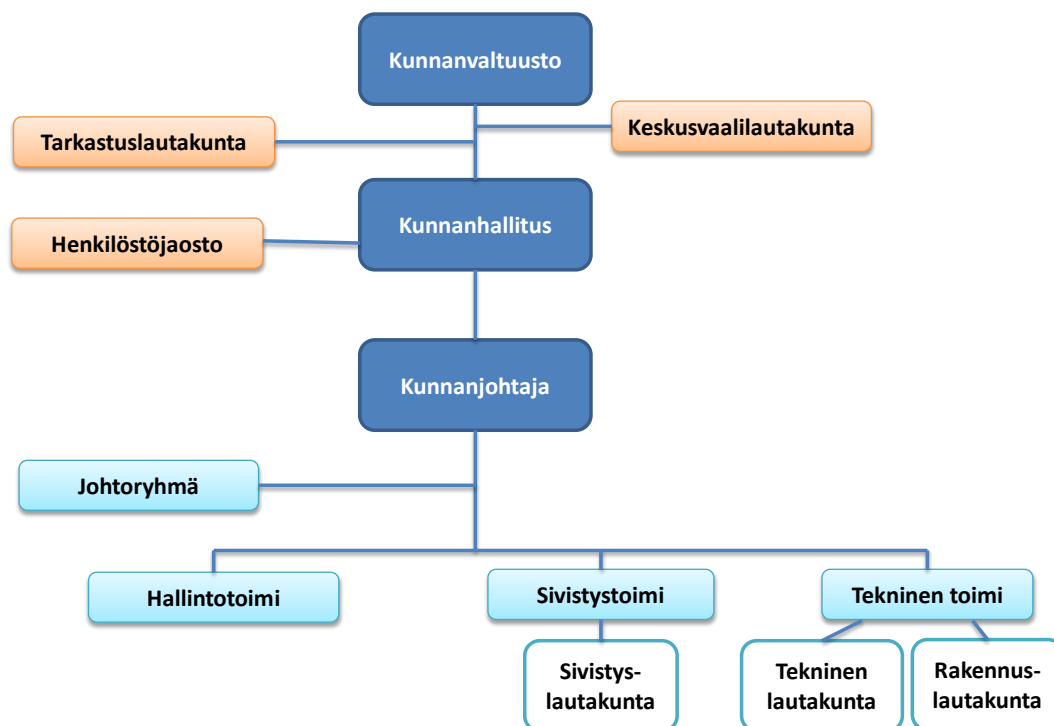 Kunnanvaltuusto
Keskusvaalilautakunta
Tarkastuslautakunta
Kunnanhallitus
Henkilöstöjaosto
Kunnanjohtaja
Johtoryhmä
Hallintotoimi
Sivistystoimi
Tekninen toimi
Sivistys-
lautakunta
Tekninen
lautakunta
Rakennus-
lautakunta